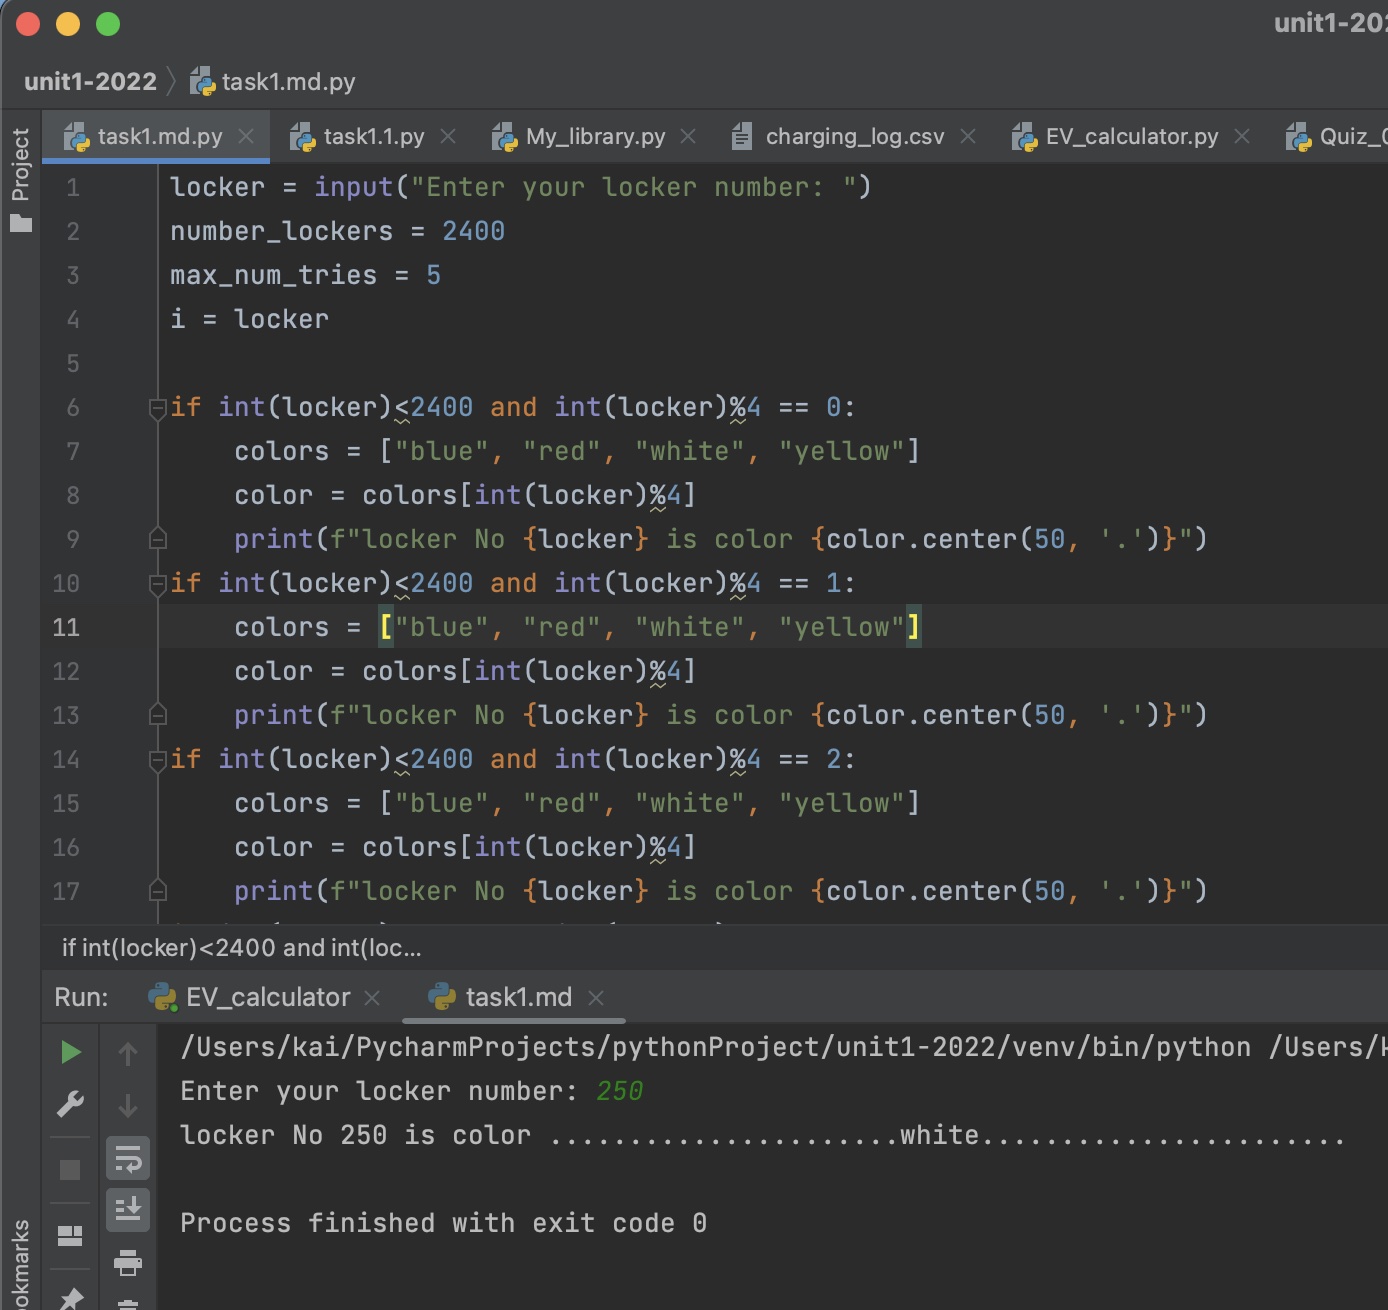 unit1-202
unit1-2022 task1.md.py
Project
task1.md.py task1.1.py My_library.py charging_log.csv EV_calculator.py Quiz_0
1 locker = input("Enter your locker number: ")
2 number_lockers = 2400
3 max_num_tries = 5
4 i = locker
5
6 if int(locker)<2400 and int(locker)%4 == 0:
7 colors = ["blue", "red", "white", "yellow"]
8 color = colors[int(locker)%4]
9 print(f"locker No {locker} is color {color.center(50, '.')}")
10 if int(locker)<2400 and int(locker)%4 == 1:
11 colors = ["blue", "red", "white", "yellow"]
12 color = colors[int(locker)%4]
13 print(f"locker No {locker} is color {color.center(50, '.')}")
14 if int(locker)<2400 and int(locker)%4 == 2:
15 colors = ["blue", "red", "white", "yellow"]
16 color = colors[int(locker)%4]
17 print(f"locker No {locker} is color {color.center(50, '.')}")
if int(locker)<2400 and int(loc...
Run: EV_calculator task1.md
/Users/kai/PycharmProjects/pythonProject/unit1-2022/venv/bin/python /Users/k
Enter your locker number: 250
locker No 250 is color ......................white.......................
Process finished with exit code 0
ookmarks